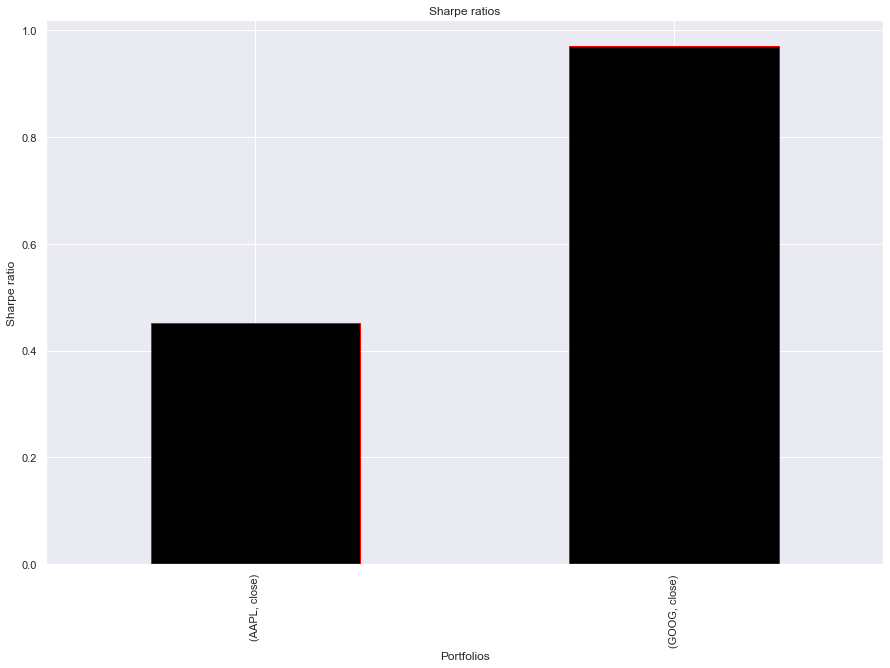 Sharpe ratios
Sharpe ratio
1.0
0.8
0.6
0.4
0.2
0.0
(AAPL, close)
(GOOG, close)
Portfolios